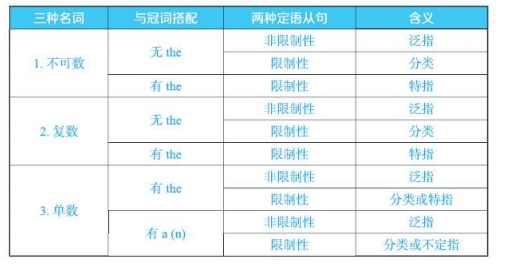 三种名词 与冠词搭配 两种定语从句 含义
1. 不可数 无 the 非限制性 泛指
限制性 分类
有 the 限制性 特指
2. 复数 无 the 非限制性 泛指
限制性 分类
有 the 限制性 特指
3. 单数 有 the 非限制性 泛指
限制性 分类或特指
有 a (n) 非限制性 泛指
限制性 分类或不定指